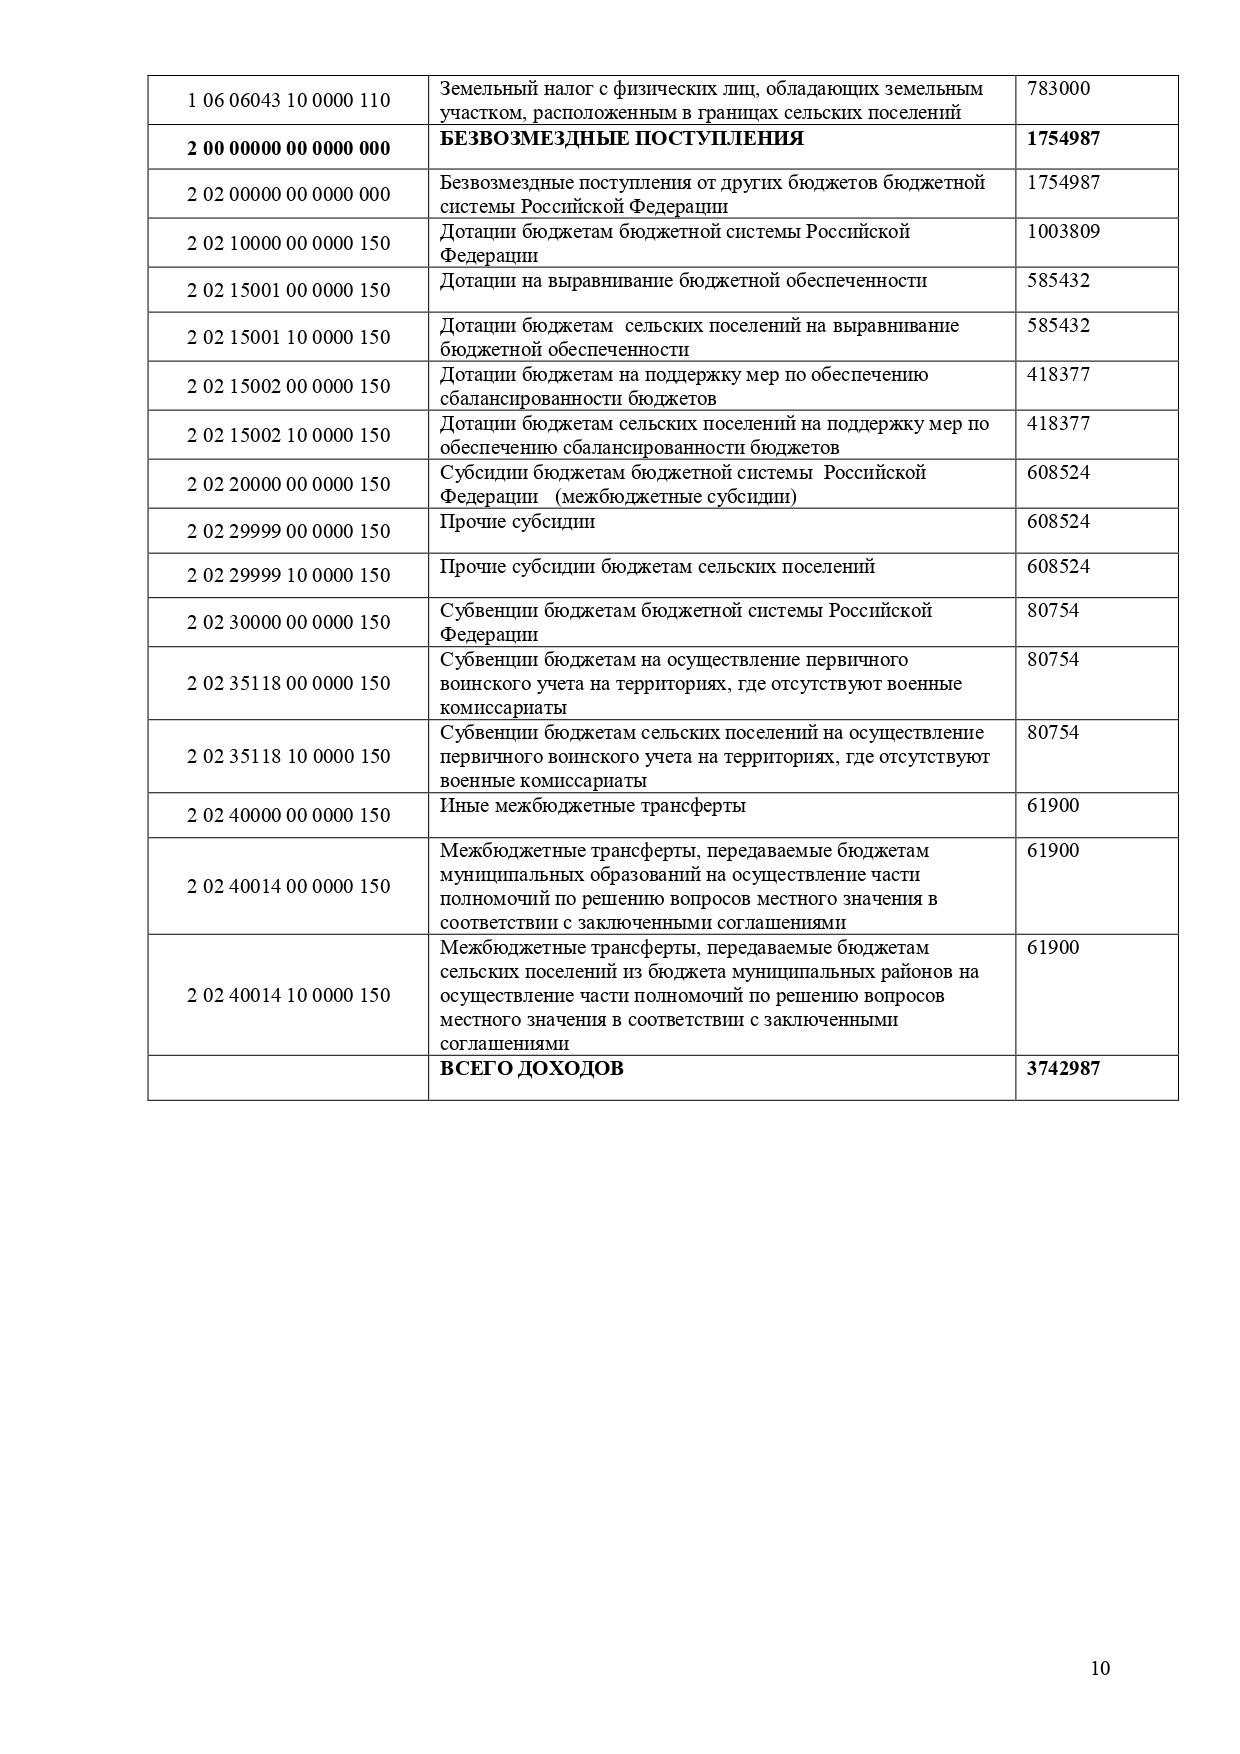 1 06 06043 10 0000 110
Земельный налог с физических лиц, обладающих земельным
участком, расположенным в границах сельских поселений
783000
2 00 00000 00 0000 000
БЕЗВОЗМЕЗДНЫЕ ПОСТУПЛЕНИЯ
1754987
2 02 00000 00 0000 000
Безвозмездные поступления от других бюджетов бюджетной
системы Российской Федерации
1754987
2 02 10000 00 0000 150
Дотации бюджетам бюджетной системы Российской
Федерации
1003809
2 02 15001 00 0000 150
Дотации на выравнивание бюджетной обеспеченности
585432
2 02 15001 10 0000 150
Дотации бюджетам  сельских поселений на выравнивание
бюджетной обеспеченности
585432
2 02 15002 00 0000 150
Дотации бюджетам на поддержку мер по обеспечению
сбалансированности бюджетов
418377
2 02 15002 10 0000 150
Дотации бюджетам сельских поселений на поддержку мер по
обеспечению сбалансированности бюджетов
418377
2 02 20000 00 0000 150
Субсидии бюджетам бюджетной системы  Российской
Федерации   (межбюджетные субсидии)
608524
2 02 29999 00 0000 150
Прочие субсидии
608524
2 02 29999 10 0000 150
Прочие субсидии бюджетам сельских поселений
608524
2 02 30000 00 0000 150
Субвенции бюджетам бюджетной системы Российской
Федерации
80754
2 02 35118 00 0000 150
Субвенции бюджетам на осуществление первичного
воинского учета на территориях, где отсутствуют военные
комиссариаты
80754
2 02 35118 10 0000 150
Субвенции бюджетам сельских поселений на осуществление
первичного воинского учета на территориях, где отсутствуют
военные комиссариаты
80754
2 02 40000 00 0000 150
Иные межбюджетные трансферты
61900
2 02 40014 00 0000 150
Межбюджетные трансферты, передаваемые бюджетам
муниципальных образований на осуществление части
полномочий по решению вопросов местного значения в
соответствии с заключенными соглашениями
61900
2 02 40014 10 0000 150
Межбюджетные трансферты, передаваемые бюджетам
сельских поселений из бюджета муниципальных районов на
осуществление части полномочий по решению вопросов
местного значения в соответствии с заключенными
соглашениями
61900
ВСЕГО ДОХОДОВ
3742987
10